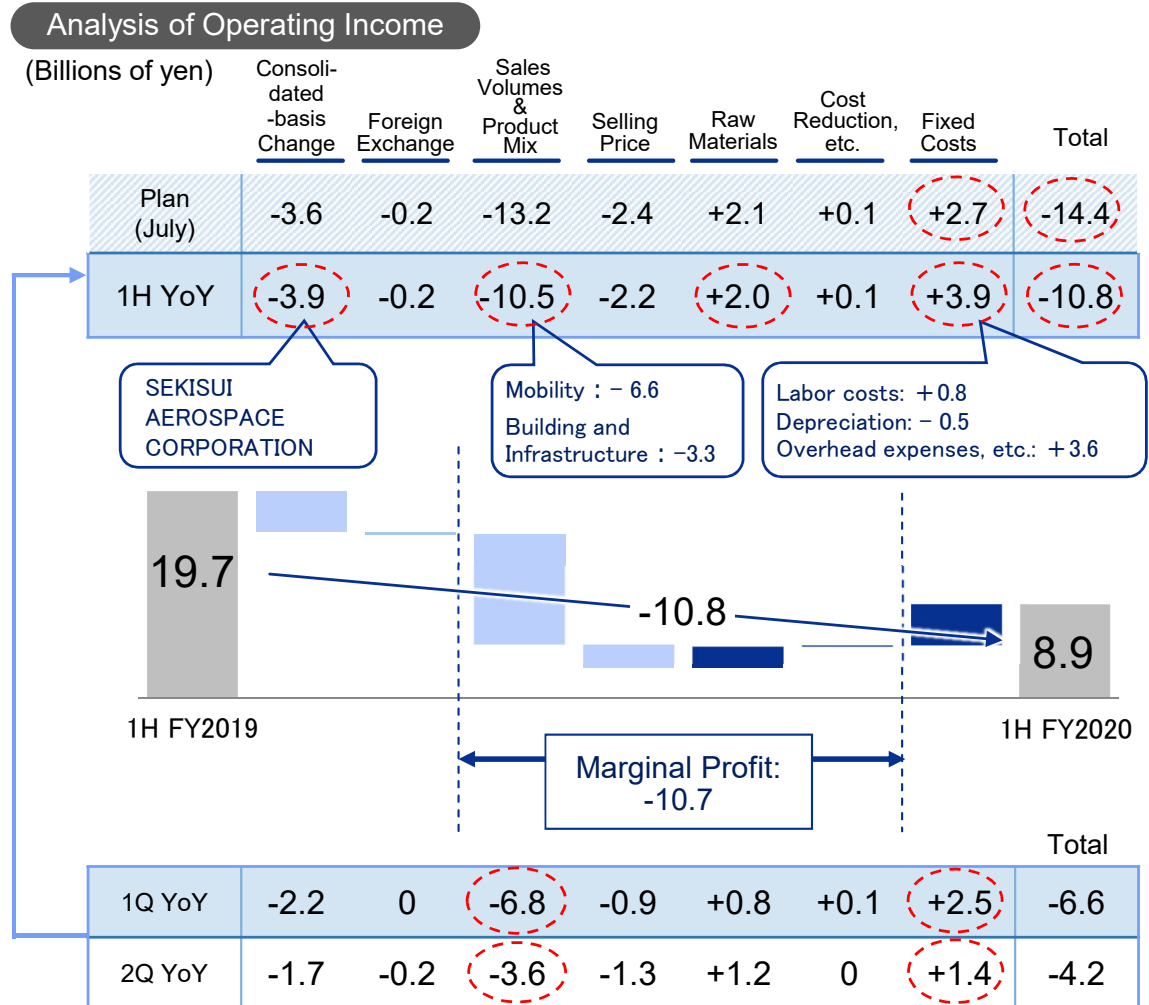 Analysis of Operating Income
(Billions of yen)
Consoli-
dated
-basis
Change
Foreign
Exchange
Sales
Volumes
&
Product
Mix
Selling
Price
Raw
Materials
Cost
Reduction,
etc.
Fixed
Costs
Total
Plan
(July)
-3.6 -0.2 -13.2 -2.4 +2.1 +0.1 +2.7 -14.4
1H YoY -3.9 -0.2 -10.5 -2.2 +2.0 +0.1 +3.9 -10.8
SEKISUI
AEROSPACE
CORPORATION
Mobility：－6.6
Building and
Infrastructure：-3.3
Labor costs: ＋0.8
Depreciation:－0.5
Overhead expenses, etc.: ＋3.6
19.7
-10.8
8.9
1H FY2019
1H FY2020
Marginal Profit:
-10.7
Total
1Q YoY -2.2 0 -6.8 -0.9 +0.8 +0.1 +2.5 -6.6
2Q YoY -1.7 -0.2 -3.6 -1.3 +1.2 0 +1.4 -4.2